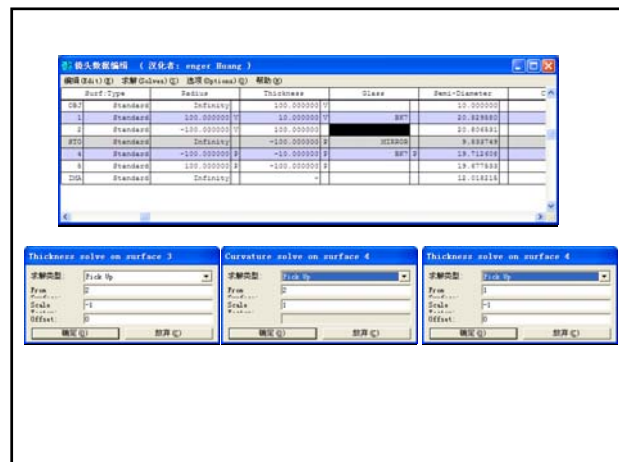 镜头数据编辑 ( 汉化者: enger Huang )
编辑(Edit)(E) 求解(Solves)(S) 选项(Options)(O) 帮助(H)
Surf:Type Radius Thickness Glass Semi-Diameter
OBJ Standard Infinity 100.000000 V 10.000000
1 Standard 100.000000 V 10.000000 V BK7 20.929880
2 Standard -100.000000 V 100.000000 20.806531
STO Standard Infinity -100.000000 P MIRROR 9.833749
4 Standard -100.000000 P -10.000000 P BK7 P 19.712606
5 Standard 100.000000 P -100.000000 P 19.677533
IMA Standard Infinity - 12.018216
Thickness solve on surface 3
求解类型: Pick Up
From 2
Scale -1
Offset: 0
确定(O) 放弃(C)
Curvature solve on surface 4
求解类型: Pick Up
From 2
Scale 1
确定(O) 放弃(C)
Thickness solve on surface 4
求解类型: Pick Up
From 1
Scale -1
Offset: 0
确定(O) 放弃(C)